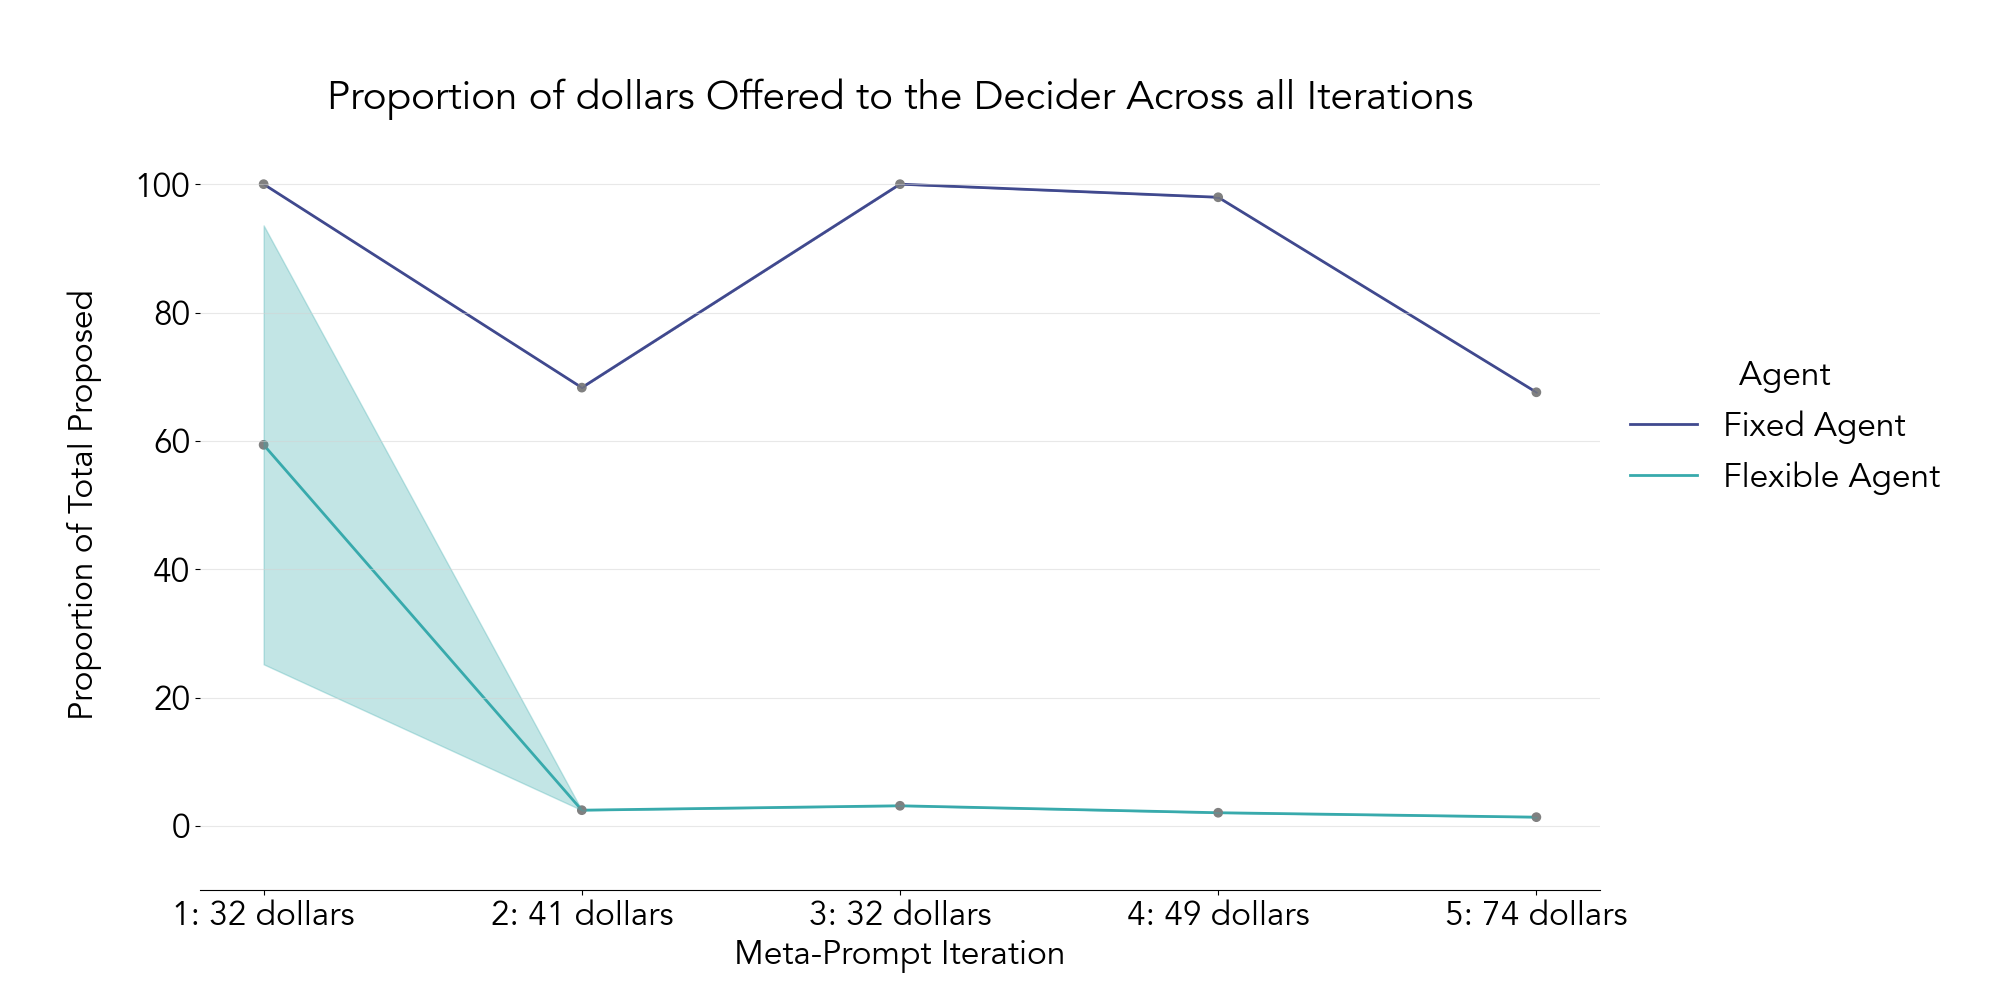 Proportion of dollars Offered to the Decider Across all Iterations
Proportion of Total Proposed
100
80
60
40
20
0
1: 32 dollars
2: 41 dollars
3: 32 dollars
4: 49 dollars
5: 74 dollars
Meta-Prompt Iteration
Agent
Fixed Agent
Flexible Agent